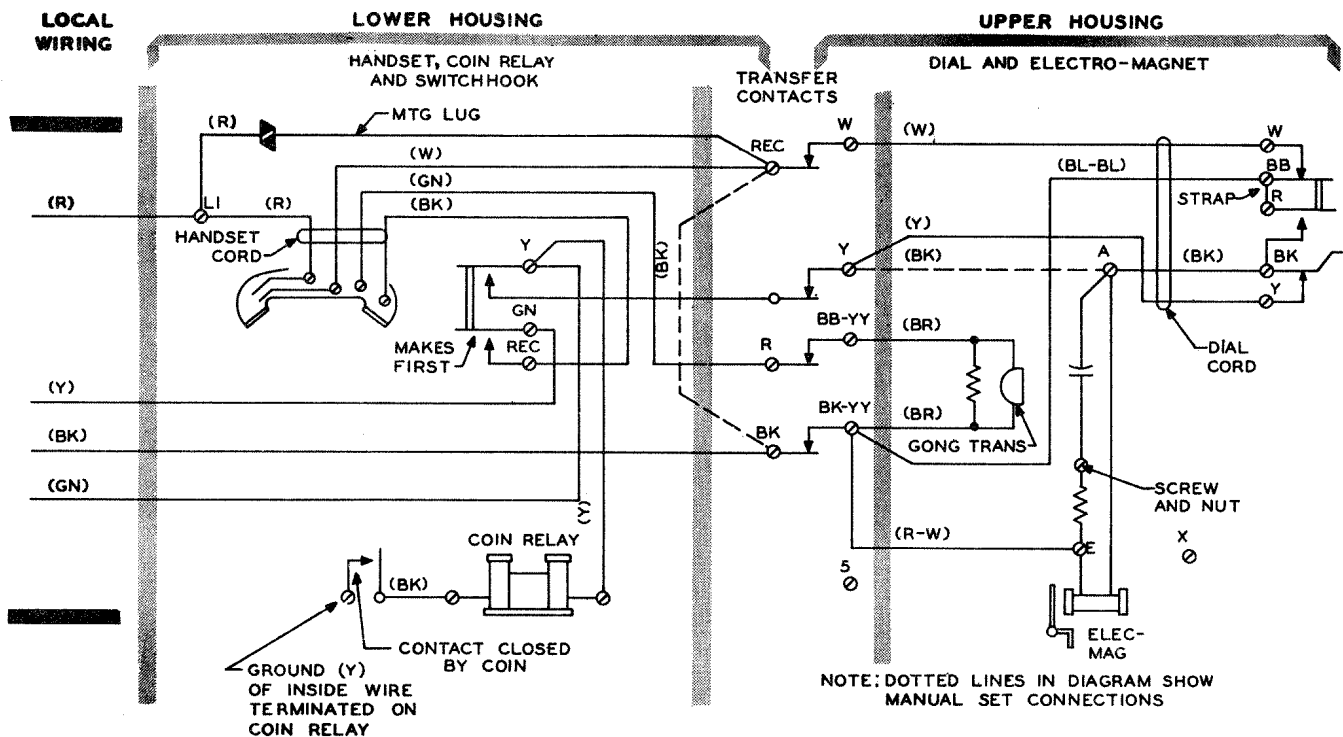 LOCAL
WIRING
LOWER HOUSING
UPPER HOUSING
HANDSET, COIN RELAY
AND SWITCHHOOK
TRANSFER
CONTACTS
DIAL AND ELECTRO-MAGNET
(R)
MTG LUG
REC
W
(W)
W
(W)
(GN)
(BL-BL)
BB
STRAP
R
(R)
L1
(R)
(BK)
HANDSET
CORD
Y
(BK)
Y
(Y)
(BK)
A
(BK)
BK
Y
GN
REC
MAKES
FIRST
R
BB-YY
(BR)
DIAL
CORD
(Y)
BK-YY
(BR)
GONG TRANS
(BK)
BK
(GN)
(Y)
SCREW
AND NUT
COIN RELAY
(R-W)
E
X
(BK)
5
CONTACT CLOSED
BY COIN
ELEC-
MAG
GROUND (Y)
OF INSIDE WIRE
TERMINATED ON
COIN RELAY
NOTE: DOTTED LINES IN DIAGRAM SHOW
MANUAL SET CONNECTIONS